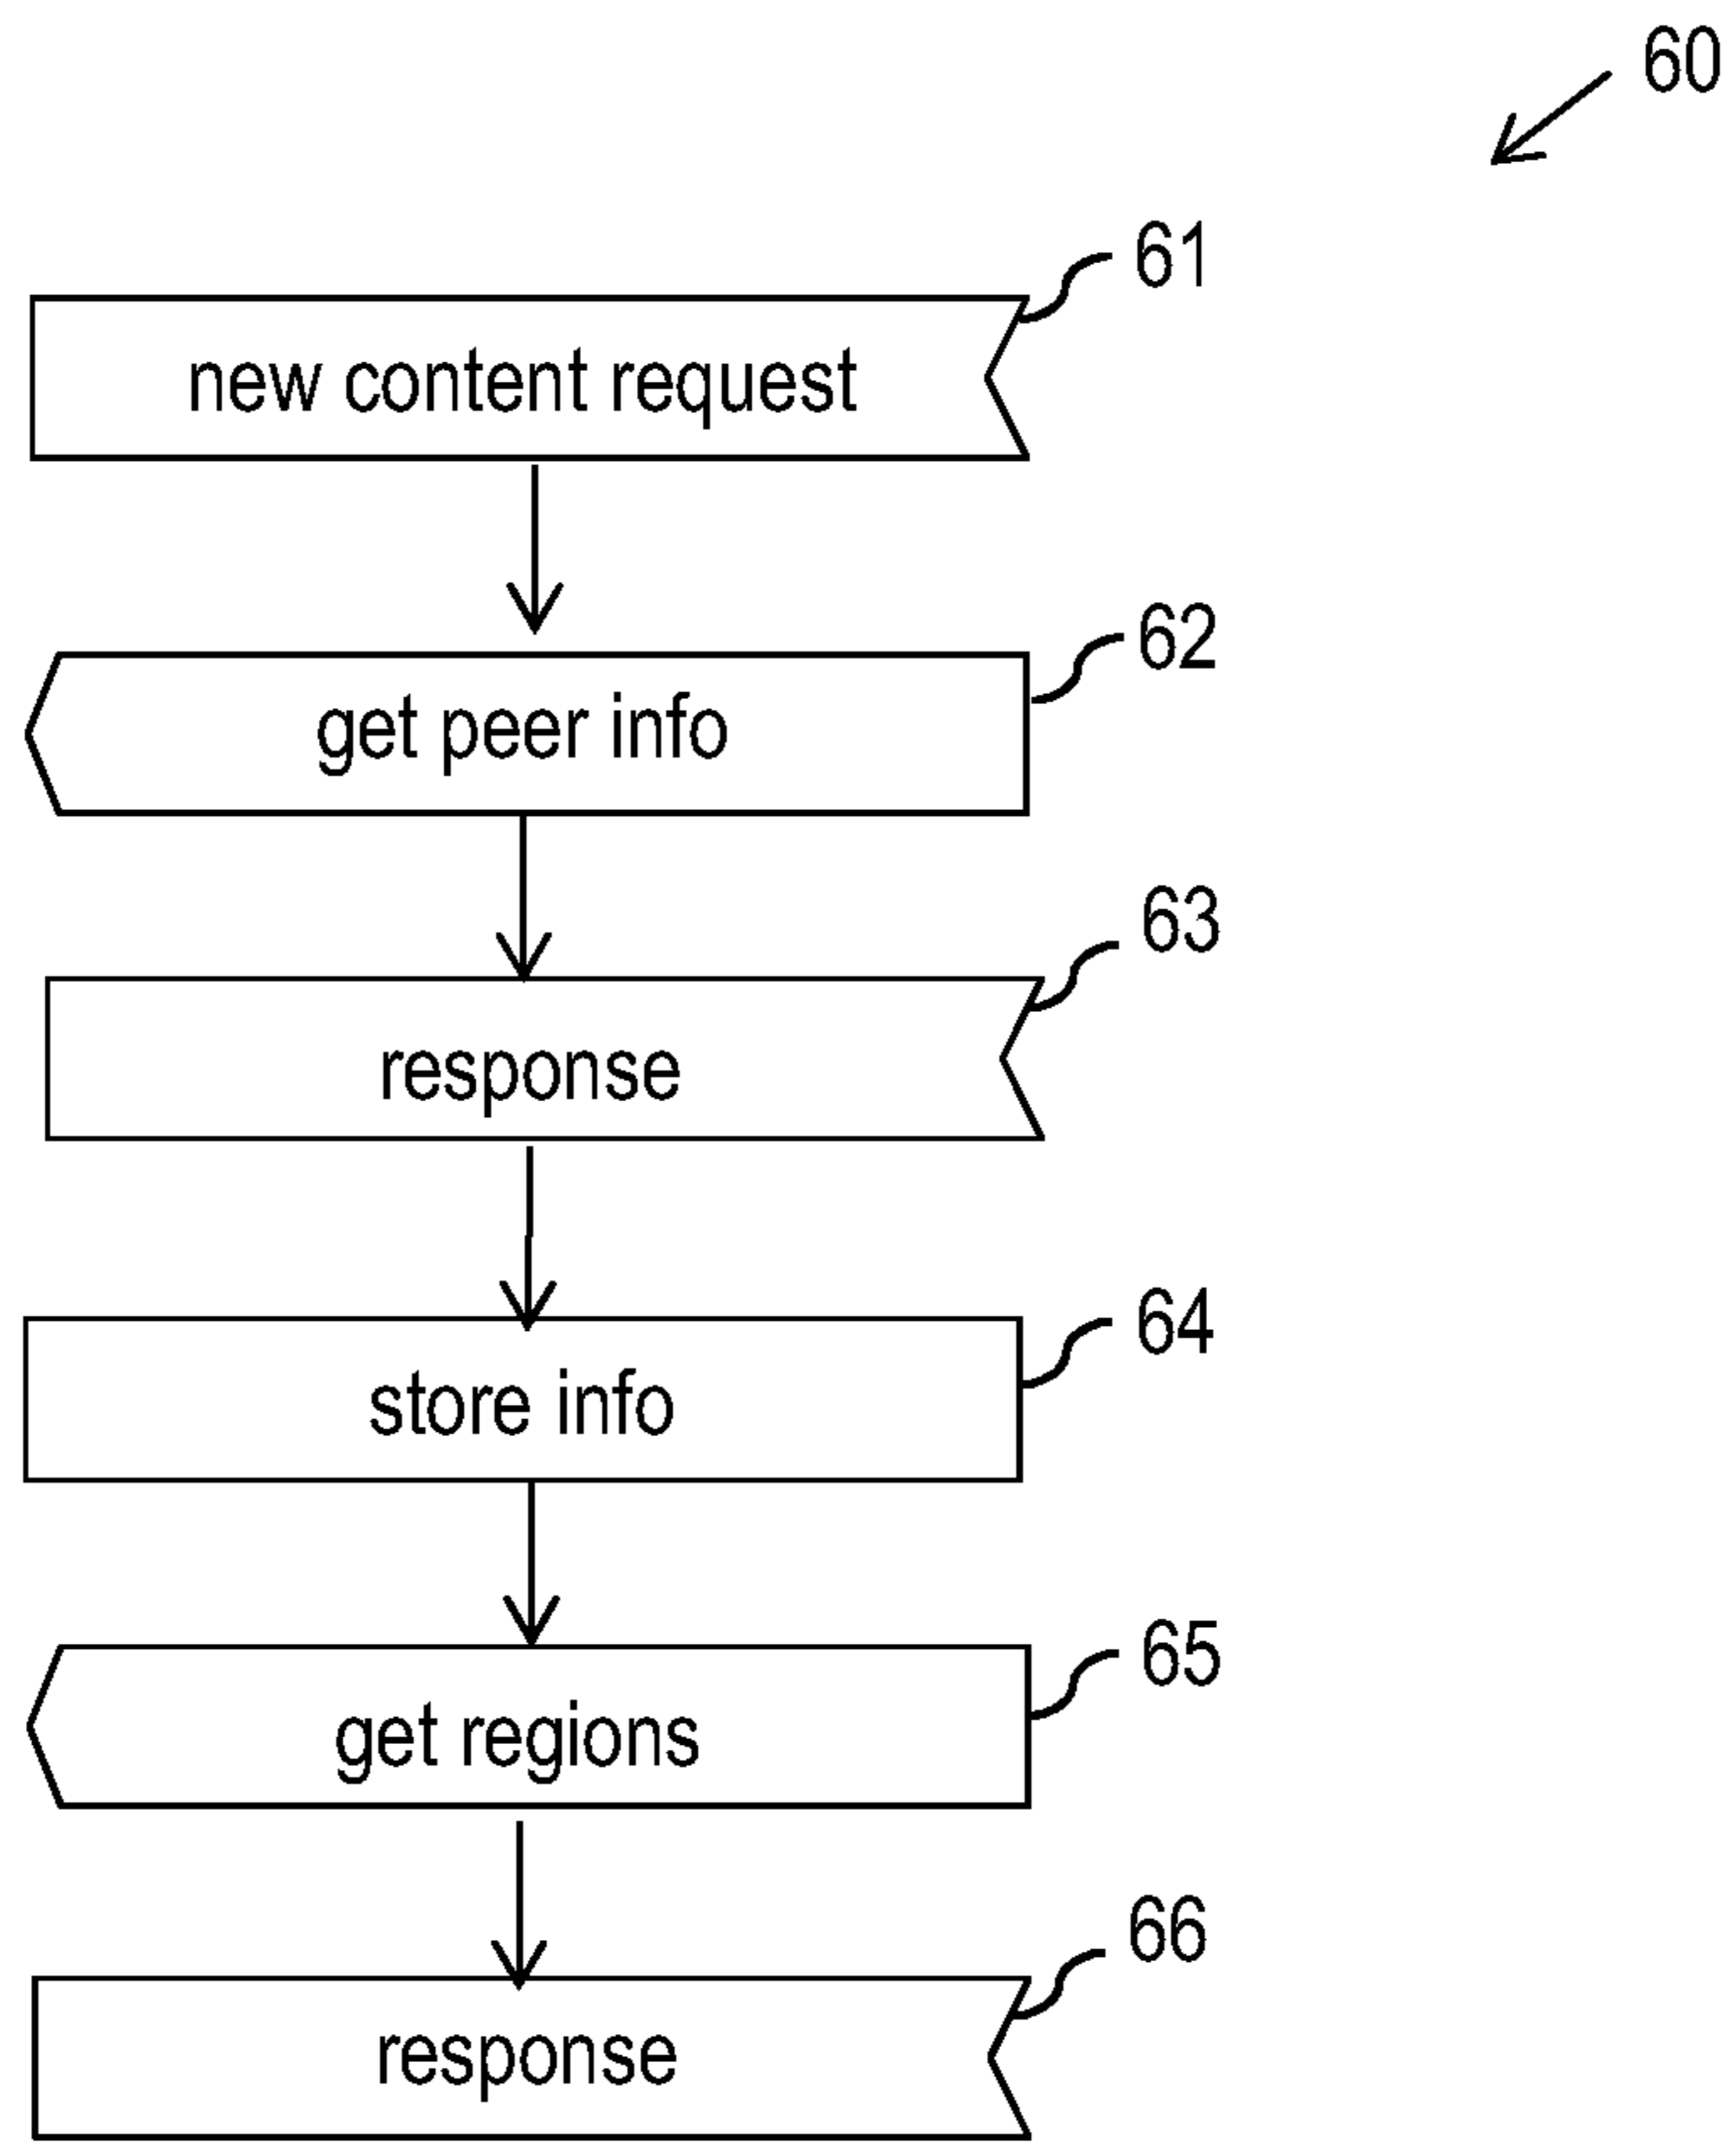 60
61
new content request
62
get peer info
63
response
64
store info
65
get regions
66
response